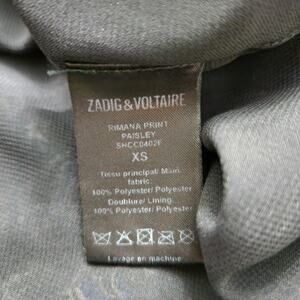 ZADIG&VOLTAIRE
RIMANA PRINT
PAISLEY
SHCC0402F
XS
Tissu principal/ Main
fabric:
100% Polyester/ Polyester
Doublure/ Lining:
100% Polyester/ Polyester
Lavage en machine